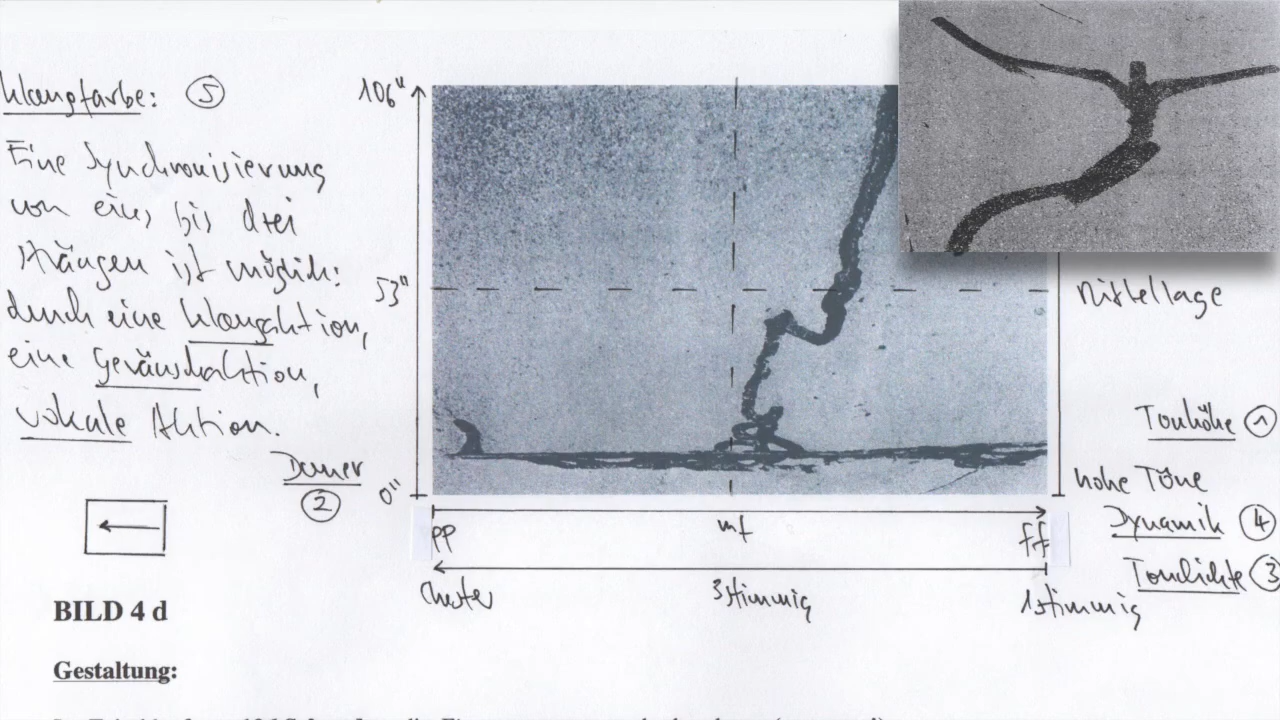 Klangfarbe: 5
Eine Synchronisierung
von eins bis drei
Strängen ist möglich:
durch eine Klangaktion,
eine Geräuschaktion,
vokale Aktion.
Dauer
2
106"
53"
0"
Mittellage
Tonhöhe 1
hohe Töne
Dynamik 4
Tondichte 3
pp mf ff
Cluster 3stimmig 1stimmig
BILD 4 d
Gestaltung: